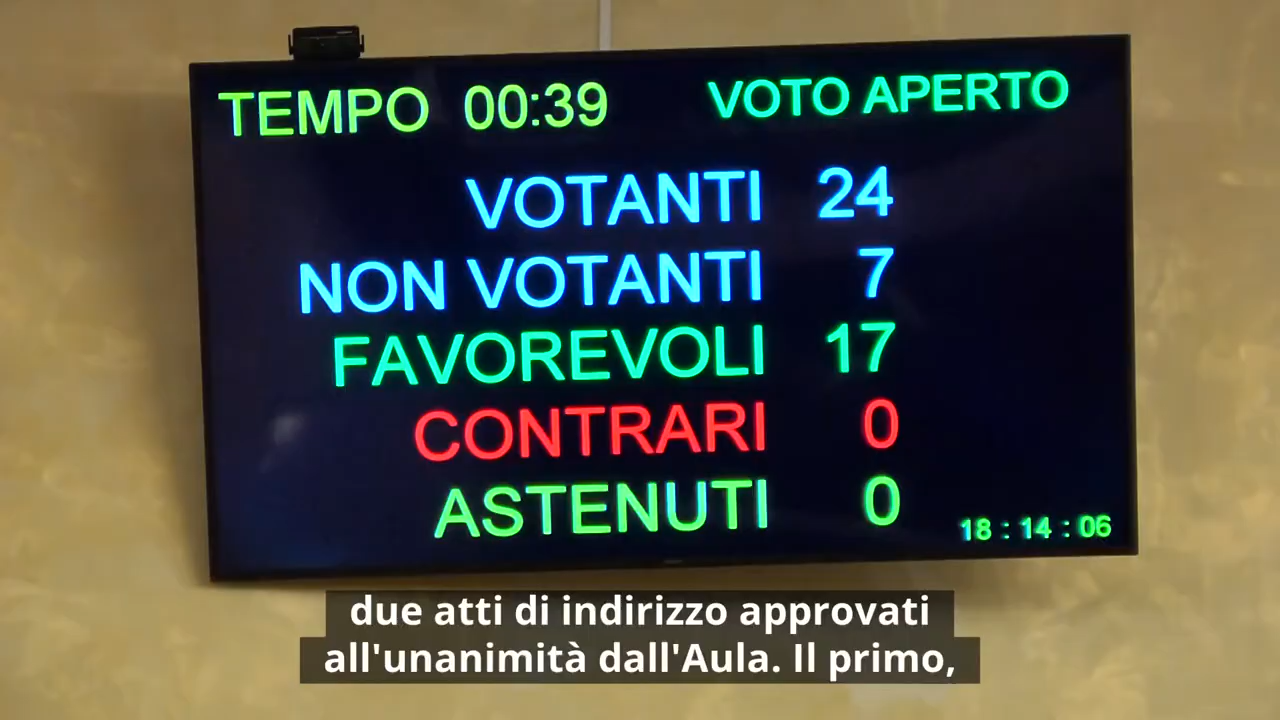 TEMPO 00:39 VOTO APERTO
VOTANTI 24
NON VOTANTI 7
FAVOREVOLI 17
CONTRARI 0
ASTENUTI 0
18 : 14 : 06
due atti di indirizzo approvati
all'unanimità dall'Aula. Il primo,